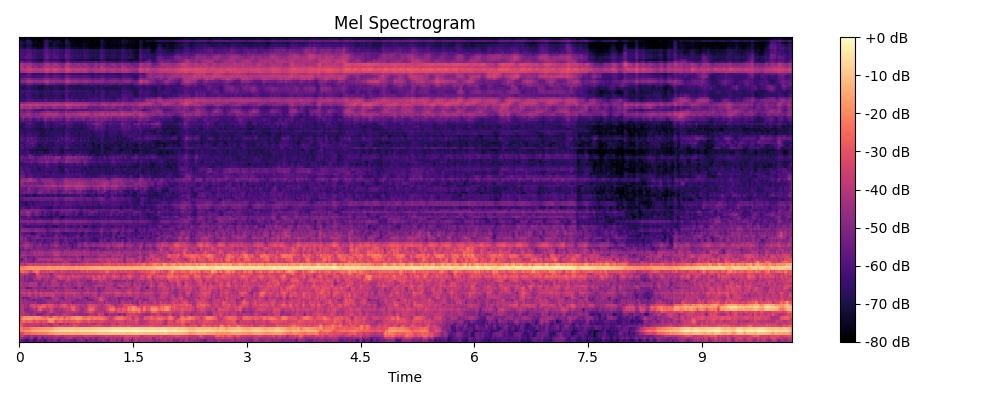 Mel Spectrogram
+0 dB
-10 dB
-20 dB
-30 dB
-40 dB
-50 dB
-60 dB
-70 dB
-80 dB
0 1.5 3 4.5 6 7.5 9
Time